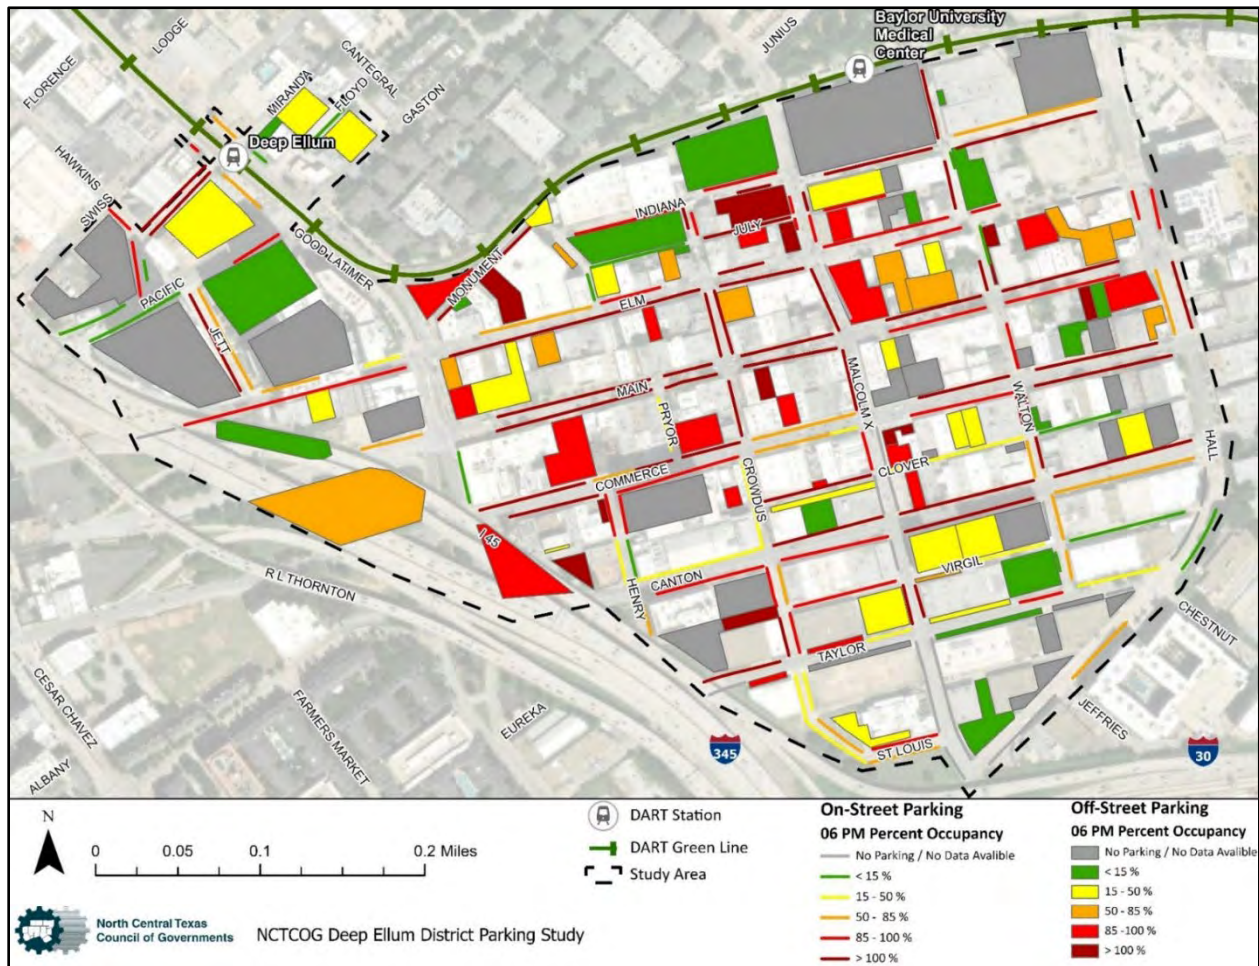 Baylor University
Medical
Center
LODGE
JUNIUS
FLORENCE
CANTEGRAL
MIRANDA
FLOYD
GASTON
Deep Ellum
HAWKINS
SWISS
GOOD LATIMER
INDIANA
JULY
MONUMENT
PACIFIC
ELM
JETT
MAIN
MALCOLM X
PRYOR
WALTON
HALL
COMMERCE
CROWDUS
CLOVER
I 45
R L THORNTON
CANTON
VIRGIL
HENRY
CHESTNUT
TAYLOR
CESAR CHAVEZ
FARMERS MARKET
EUREKA
JEFFRIES
ST LOUIS
345
30
ALBANY
N
0 0.05 0.1 0.2 Miles
DART Station
DART Green Line
Study Area
On-Street Parking
06 PM Percent Occupancy
No Parking / No Data Avalible
< 15 %
15 - 50 %
50 - 85 %
85 - 100 %
> 100 %
Off-Street Parking
06 PM Percent Occupancy
No Parking / No Data Avalible
< 15 %
15 - 50 %
50 - 85 %
85 -100 %
> 100 %
North Central Texas
Council of Governments
NCTCOG Deep Ellum District Parking Study